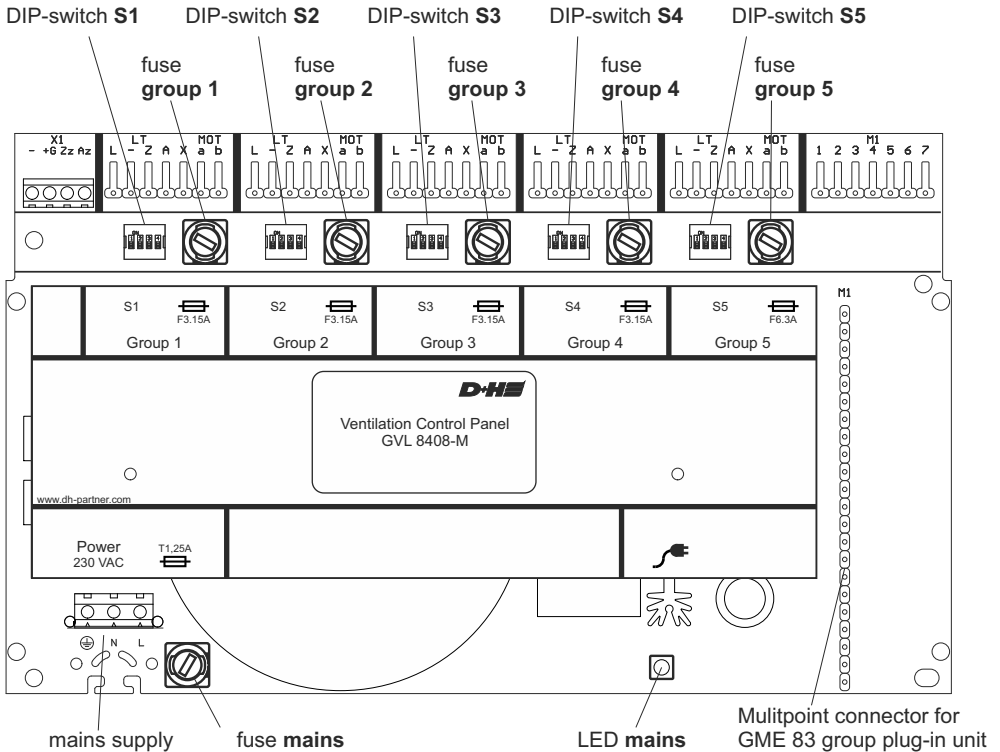 DIP-switch S1 DIP-switch S2 DIP-switch S3 DIP-switch S4 DIP-switch S5
fuse group 1
fuse group 2
fuse group 3
fuse group 4
fuse group 5
X1 LT MOT LT MOT LT MOT LT MOT LT MOT M1
- +G Zz Az L - Z A X a b L - Z A X a b L - Z A X a b L - Z A X a b L - Z A X a b 1 2 3 4 5 6 7
ON ON ON ON ON
M1
S1 S2 S3 S4 S5
F3.15A F3.15A F3.15A F3.15A F6.3A
Group 1 Group 2 Group 3 Group 4 Group 5
D+H
Ventilation Control Panel
GVL 8408-M
www.dh-partner.com
Power T1,25A
230 VAC
N L
mains supply fuse mains LED mains
Mulitpoint connector for
GME 83 group plug-in unit